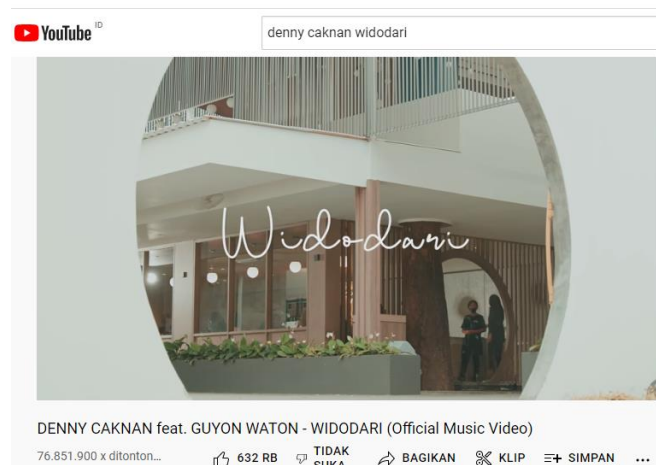 YouTube ID
denny caknan widodari
Widodari
DENNY CAKNAN feat. GUYON WATON - WIDODARI (Official Music Video)
76.851.900 x ditonton... 632 RB TIDAK SUKA BAGIKAN KLIP SIMPAN ...